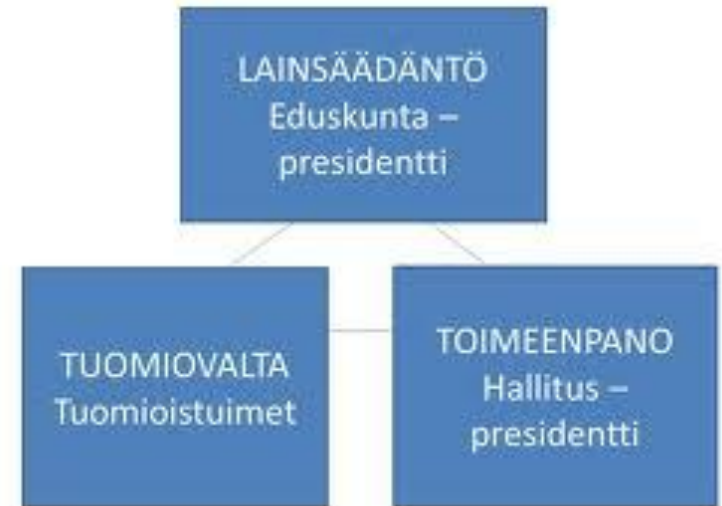 LAINSÄÄDÄNTÖ
Eduskunta –
presidentti
TUOMIOVALTA
Tuomioistuimet
TOIMEENPANO
Hallitus –
presidentti